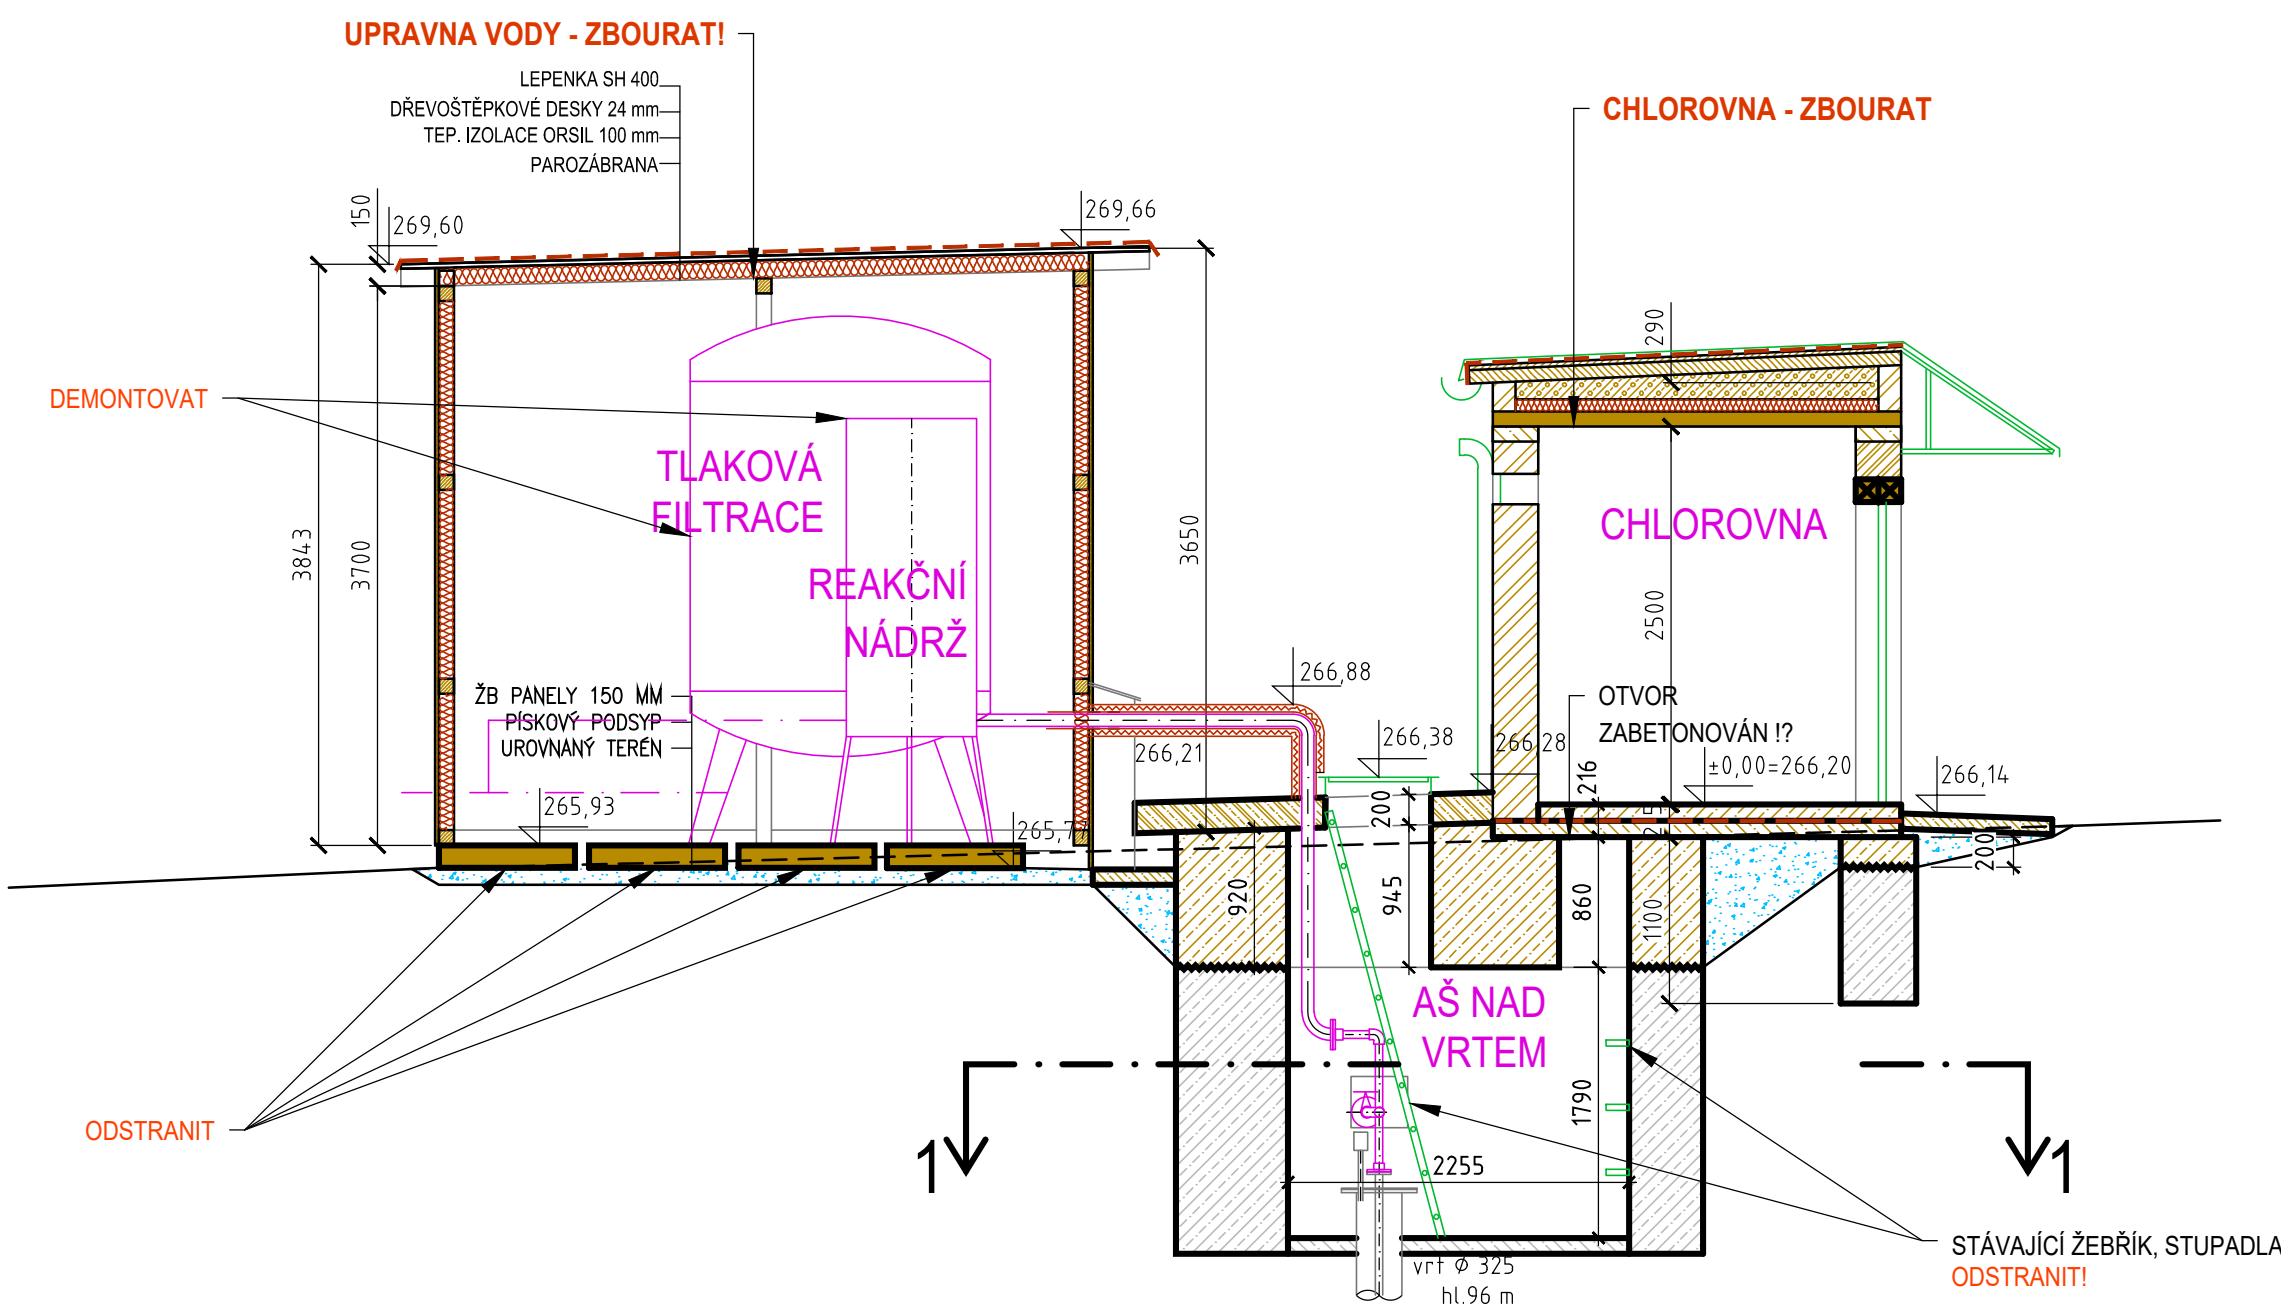 UPRAVNA VODY - ZBOURAT!
LEPENKA SH 400
DŘEVOŠTĚPKOVÉ DESKY 24 mm
TEP. IZOLACE ORSIL 100 mm
PAROZÁBRANA
CHLOROVNA - ZBOURAT
150
269,60
269,66
290
DEMONTOVAT
TLAKOVÁ
FILTRACE
CHLOROVNA
3843
3700
3650
2500
REAKČNÍ
NÁDRŽ
ŽB PANELY 150 MM
PÍSKOVÝ PODSYP
UROVNANÝ TERÉN
266,88
OTVOR
ZABETONOVÁN !?
266,21
266,38
266,28
216
±0,00=266,20
266,14
265,93
265,77
200
215
200
920
945
860
1100
AŠ NAD
VRTEM
ODSTRANIT
1
1790
1
2255
STÁVAJÍCÍ ŽEBŘÍK, STUPADLA
ODSTRANIT!
vrt Ø 325
hl.96 m